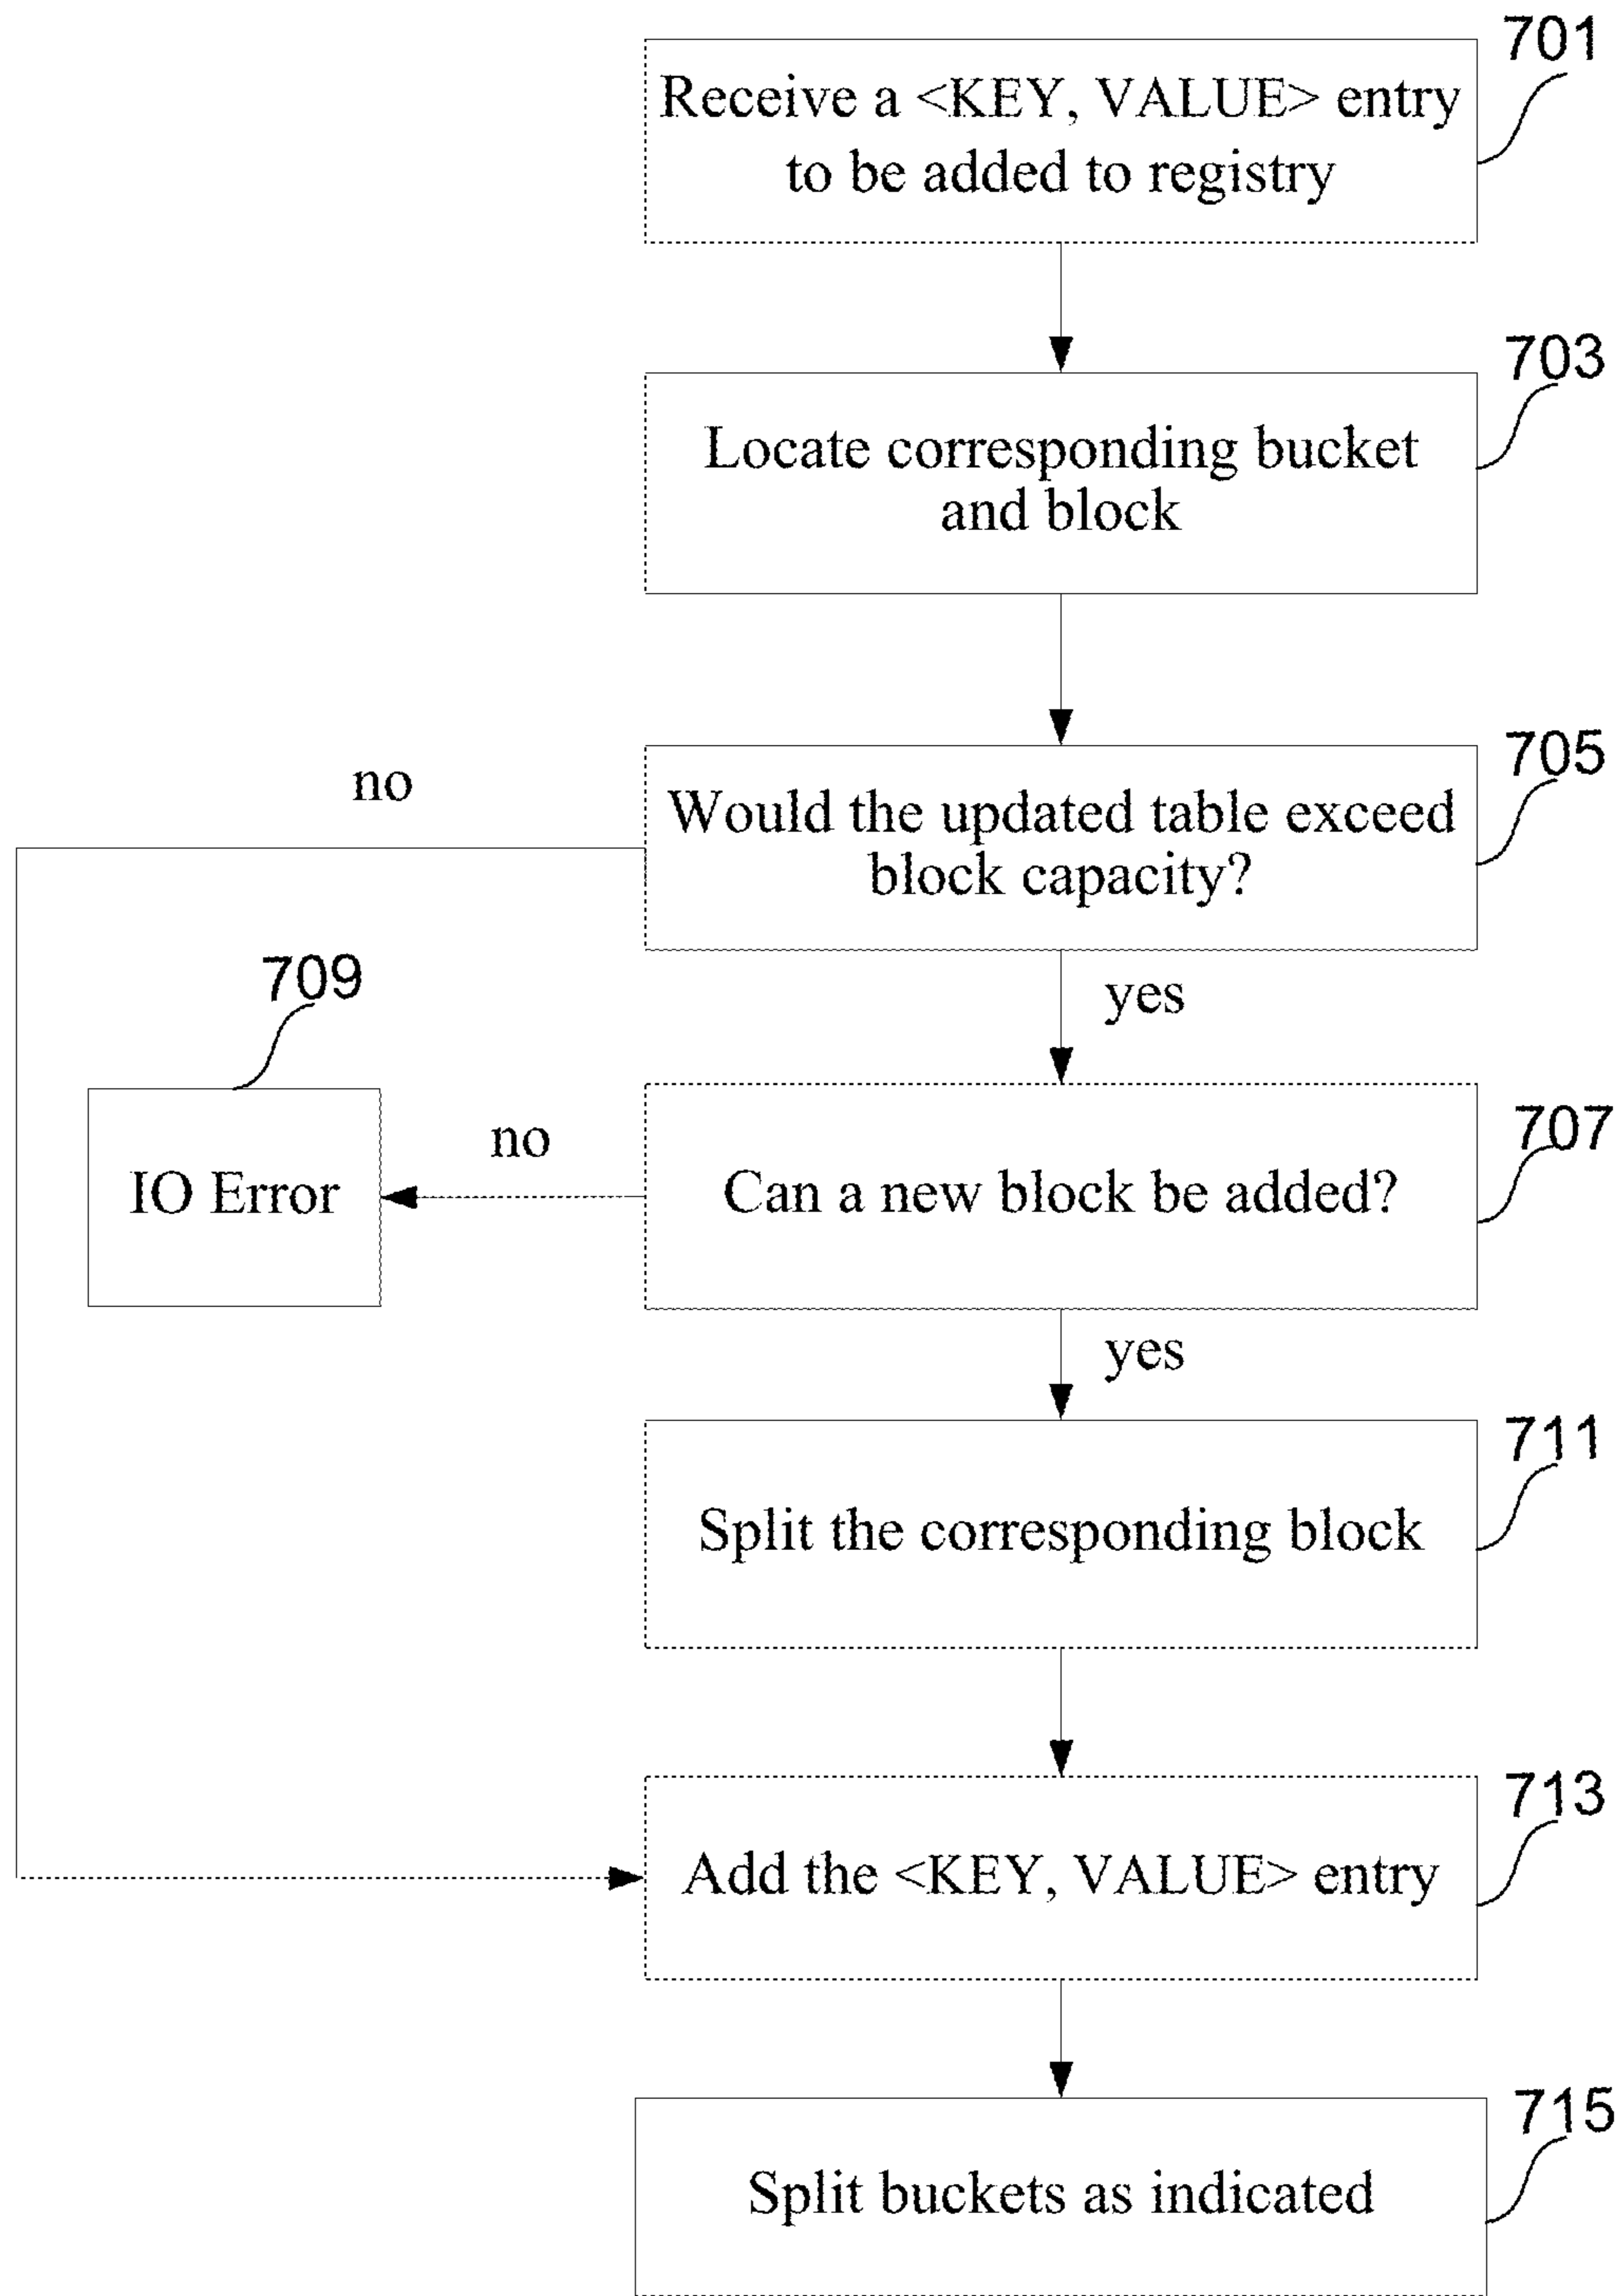 701
Receive a <KEY, VALUE> entry
to be added to registry
703
Locate corresponding bucket
and block
705
no
Would the updated table exceed
block capacity?
709
yes
707
IO Error
no
Can a new block be added?
yes
711
Split the corresponding block
713
Add the <KEY, VALUE> entry
715
Split buckets as indicated